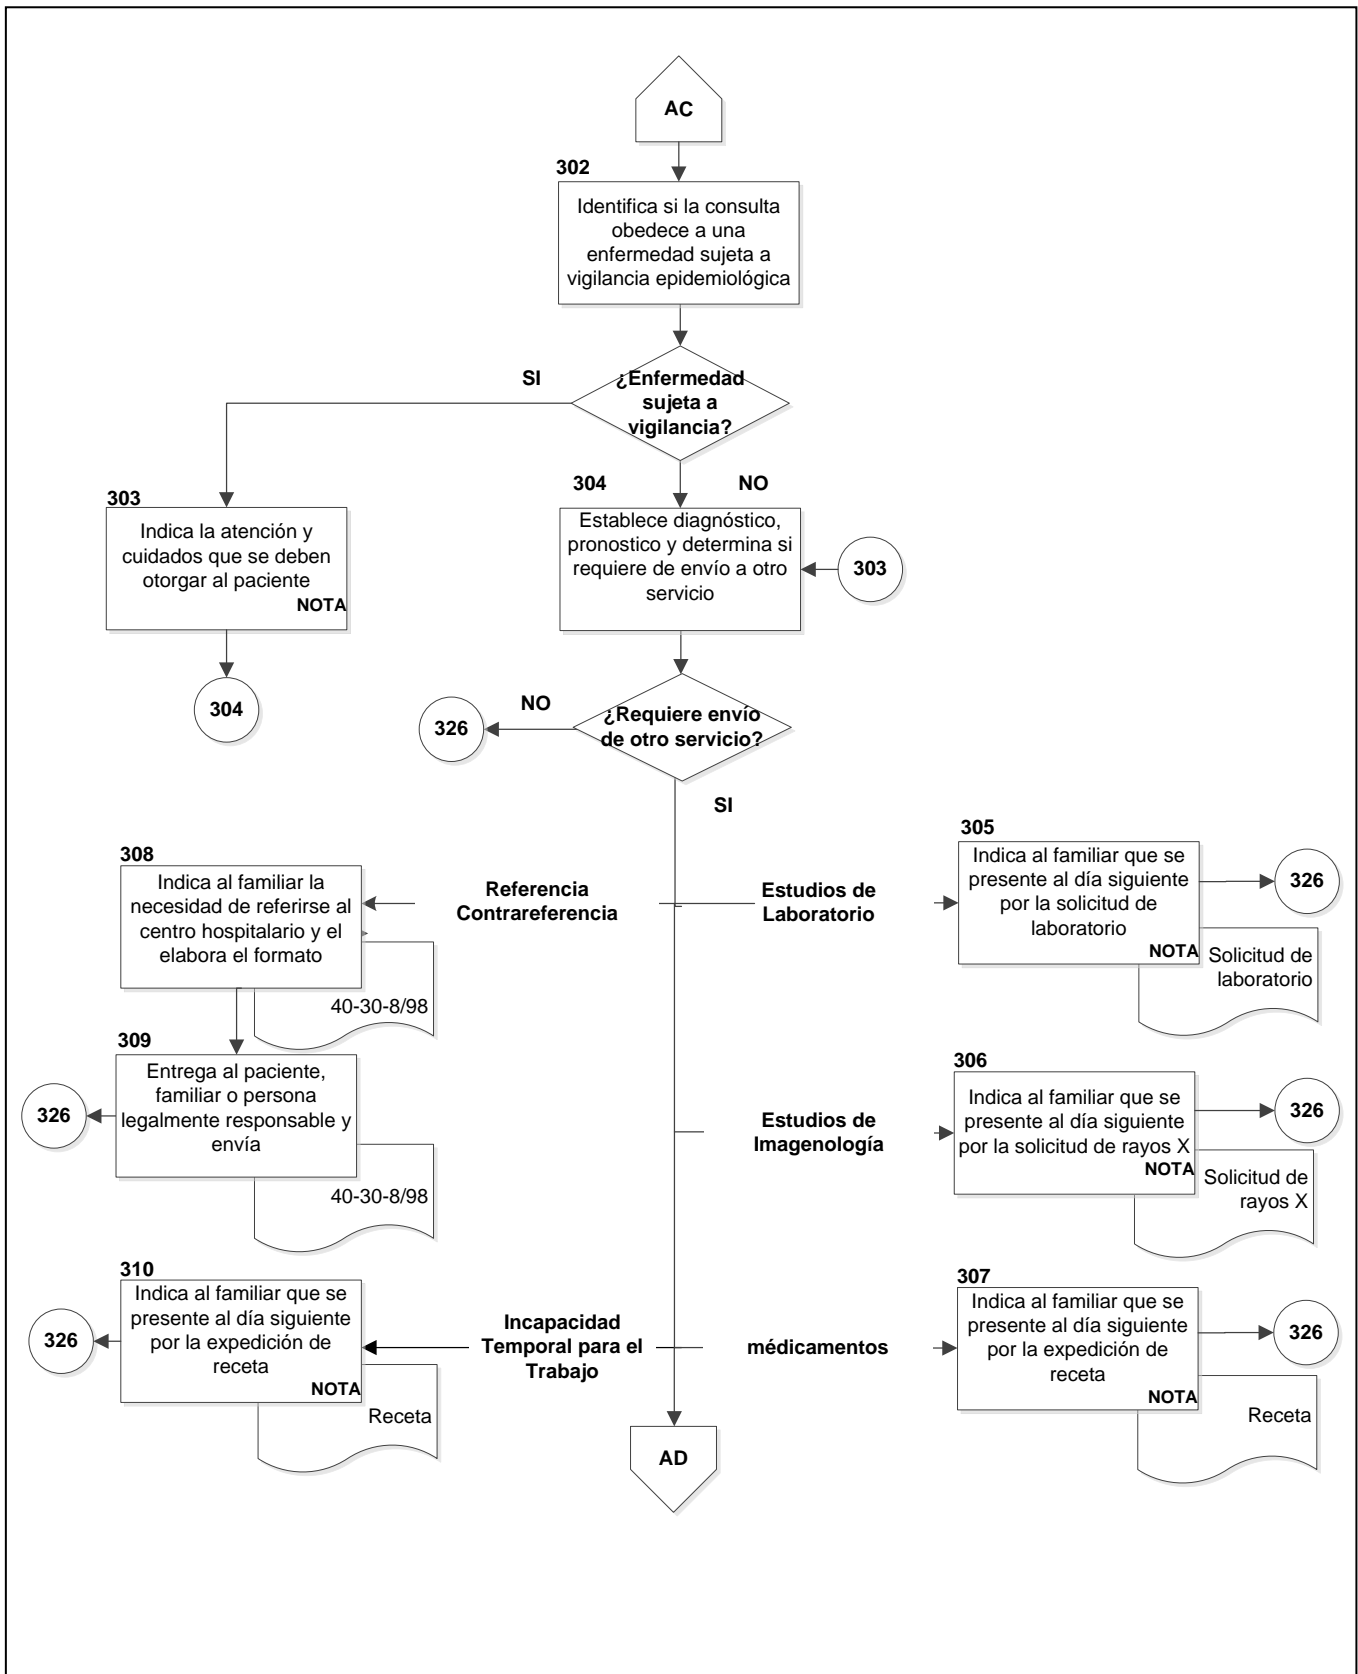 AC
302
Identifica si la consulta
obedece a una
enfermedad sujeta a
vigilancia epidemiológica
SI
¿Enfermedad
sujeta a
vigilancia?
303
Indica la atención y
cuidados que se deben
otorgar al paciente
NOTA
304
304
NO
Establece diagnóstico,
pronostico y determina si
requiere de envío a otro
servicio
303
NO
326
¿Requiere envío
de otro servicio?
SI
308
Indica al familiar la
necesidad de referirse al
centro hospitalario y el
elabora el formato
40-30-8/98
Referencia
Contrareferencia
Estudios de
Laboratorio
305
Indica al familiar que se
presente al día siguiente
por la solicitud de
laboratorio
NOTA
326
Solicitud de
laboratorio
309
Entrega al paciente,
familiar o persona
legalmente responsable y
envía
326
40-30-8/98
Estudios de
Imagenología
306
Indica al familiar que se
presente al día siguiente
por la solicitud de rayos X
NOTA
326
Solicitud de
rayos X
310
Indica al familiar que se
presente al día siguiente
por la expedición de
receta
NOTA
326
Receta
Incapacidad
Temporal para el
Trabajo
médicamentos
307
Indica al familiar que se
presente al día siguiente
por la expedición de
receta
NOTA
326
Receta
AD